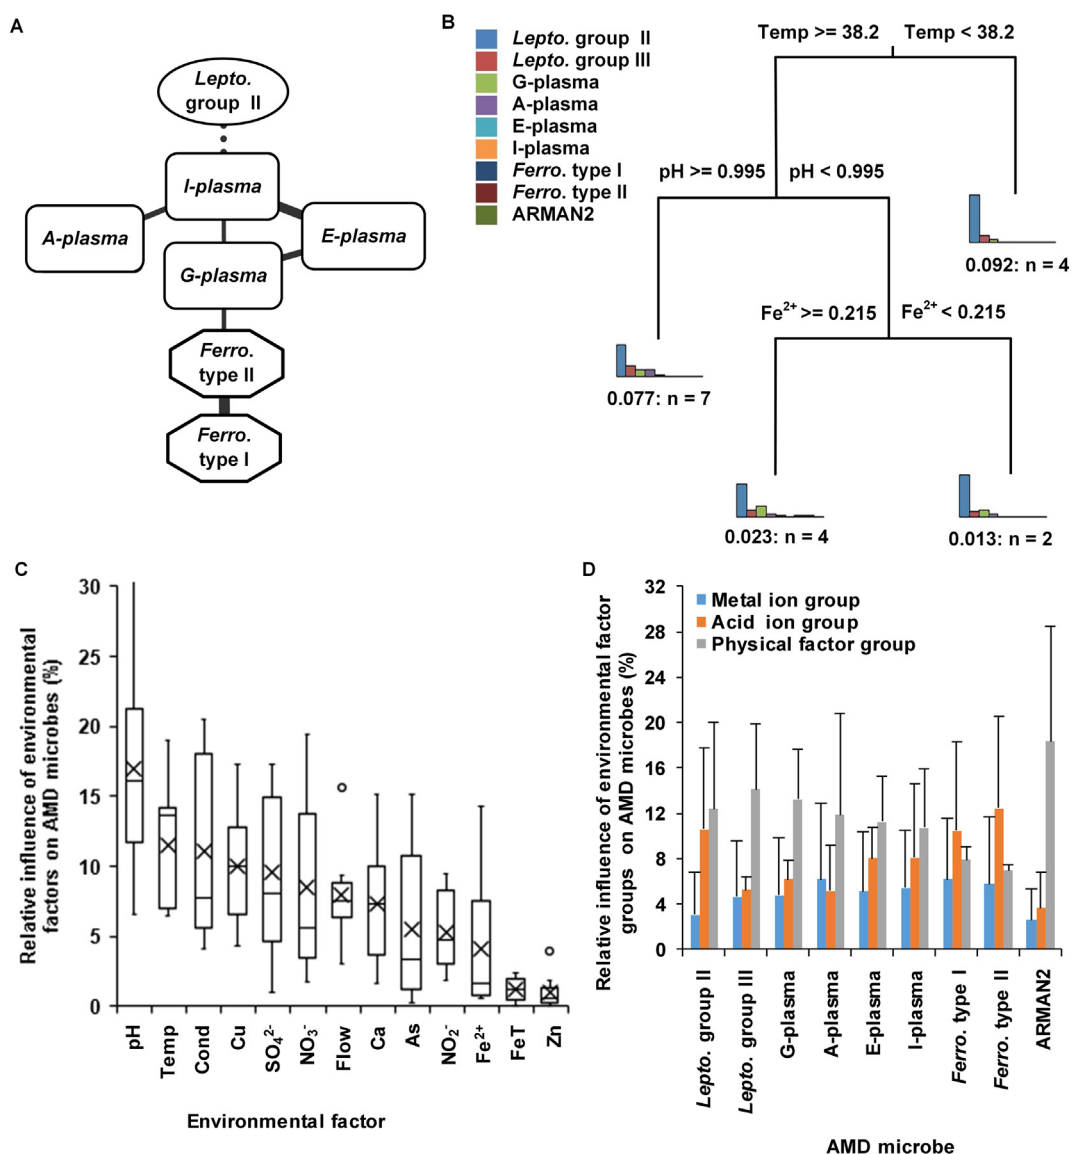 A
Lepto.
group II
I-plasma
A-plasma
E-plasma
G-plasma
Ferro.
type II
Ferro.
type I
B
Lepto. group II
Lepto. group III
G-plasma
A-plasma
E-plasma
I-plasma
Ferro. type I
Ferro. type II
ARMAN2
Temp >= 38.2 Temp < 38.2
pH >= 0.995 pH < 0.995
0.092: n = 4
Fe2+ >= 0.215 Fe2+ < 0.215
0.077: n = 7
0.023: n = 4
0.013: n = 2
C
Relative influence of environmental
factors on AMD microbes (%)
30
25
20
15
10
5
0
pH
Temp
Cond
Cu
SO₄²⁻
NO₃⁻
Flow
Ca
As
NO₂⁻
Fe²⁺
FeT
Zn
Environmental factor
D
Relative influence of environmental factor
groups on AMD microbes (%)
32
28
24
20
16
12
8
4
0
Metal ion group
Acid ion group
Physical factor group
Lepto. group II
Lepto. group III
G-plasma
A-plasma
E-plasma
I-plasma
Ferro. type I
Ferro. type II
ARMAN2
AMD microbe